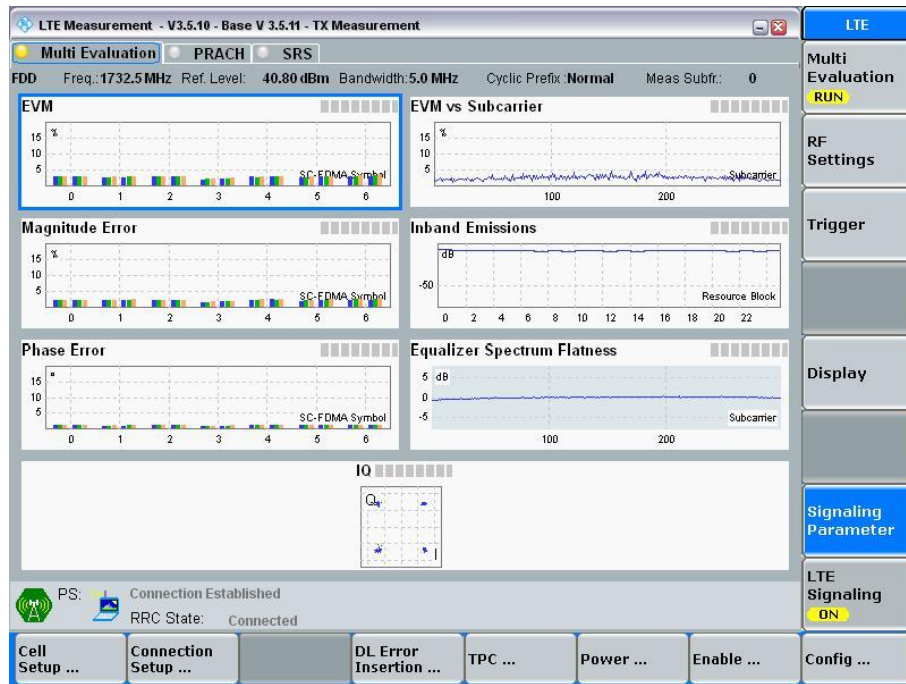 LTE Measurement - V3.5.10 - Base V 3.5.11 - TX Measurement
LTE
Multi Evaluation PRACH SRS
FDD Freq.: 1732.5 MHz Ref. Level: 40.80 dBm Bandwidth: 5.0 MHz Cyclic Prefix : Normal Meas Subfr.: 0
EVM
%
15
10
5
SC-FDMA Symbol
0 1 2 3 4 5 6
EVM vs Subcarrier
%
15
10
5
Subcarrier
100 200
Magnitude Error
%
15
10
5
SC-FDMA Symbol
0 1 2 3 4 5 6
Inband Emissions
dB
-50
Resource Block
0 2 4 6 8 10 12 14 16 18 20 22
Phase Error
°
15
10
5
SC-FDMA Symbol
0 1 2 3 4 5 6
Equalizer Spectrum Flatness
5 dB
0
-5
Subcarrier
100 200
IQ
Q
I
PS: Connection Established
RRC State: Connected
Multi
Evaluation
RUN
RF
Settings
Trigger
Display
Signaling
Parameter
LTE
Signaling
ON
Cell
Setup ...
Connection
Setup ...
DL Error
Insertion ...
TPC ...
Power ...
Enable ...
Config ...